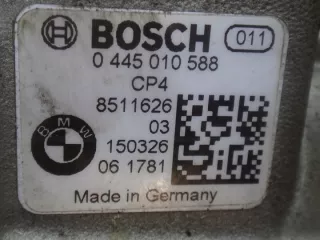 BOSCH 011
0 445 010 588
CP4
8511626
03
BMW
150326
06 1781
Made in Germany